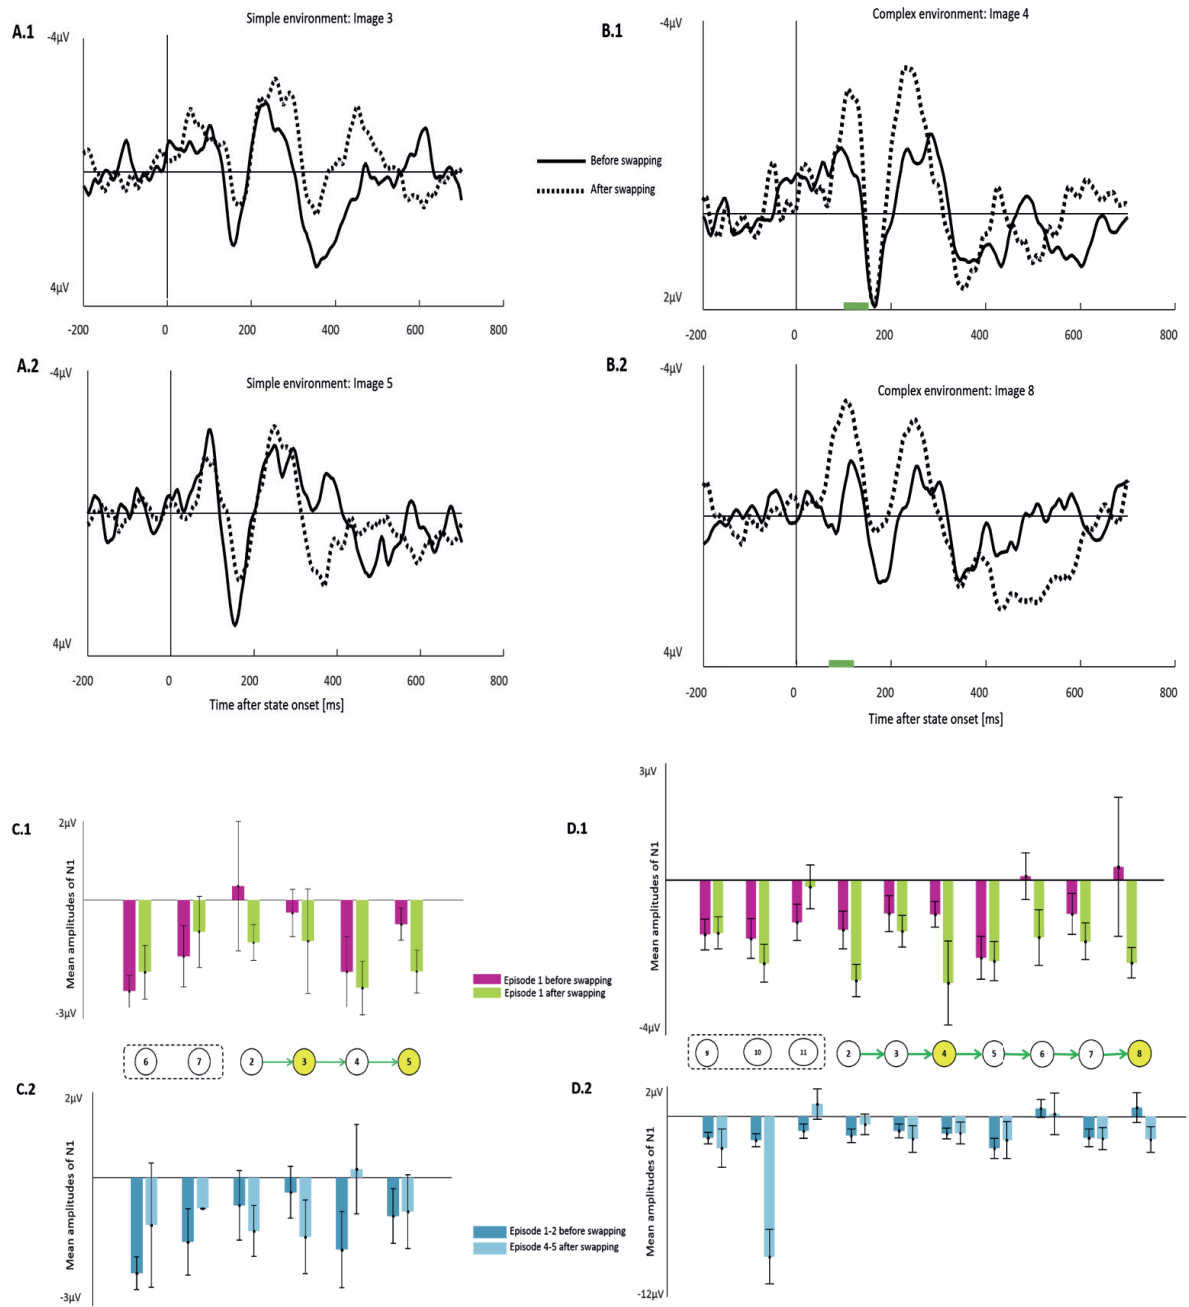 A.1
Simple environment: Image 3
-4μV
4μV
-200 0 200 400 600 800
B.1
Complex environment: Image 4
-4μV
2μV
-200 0 200 400 600 800
Before swapping
After swapping
A.2
Simple environment: Image 5
-4μV
4μV
-200 0 200 400 600 800
Time after state onset [ms]
B.2
Complex environment: Image 8
-4μV
4μV
-200 0 200 400 600 800
Time after state onset [ms]
C.1
2μV
Mean amplitudes of N1
-3μV
Episode 1 before swapping
Episode 1 after swapping
6 7 2 3 4 5
D.1
3μV
Mean amplitudes of N1
-4μV
9 10 11 2 3 4 5 6 7 8
C.2
2μV
Mean amplitudes of N1
-3μV
Episode 1-2 before swapping
Episode 4-5 after swapping
D.2
2μV
Mean amplitudes of N1
-12μV